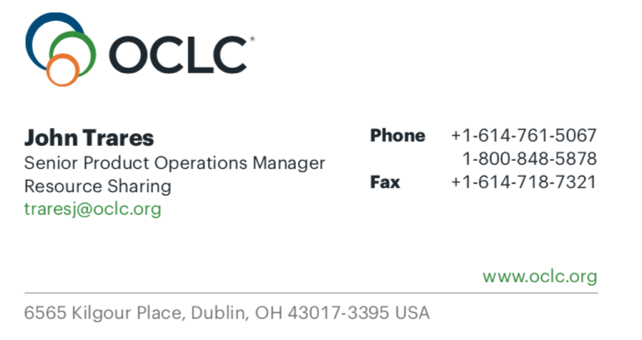 OCLC®
John Trares
Senior Product Operations Manager
Resource Sharing
traresj@oclc.org
Phone +1-614-761-5067
1-800-848-5878
Fax +1-614-718-7321
www.oclc.org
6565 Kilgour Place, Dublin, OH 43017-3395 USA